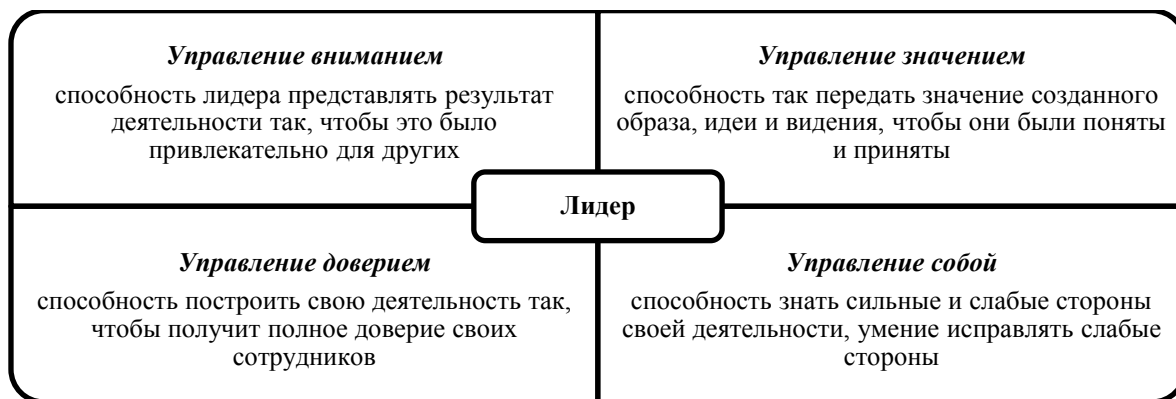 Управление вниманием
способность лидера представлять результат
деятельности так, чтобы это было
привлекательно для других
Управление значением
способность так передать значение созданного
образа, идеи и видения, чтобы они были поняты
и приняты
Лидер
Управление доверием
способность построить свою деятельность так,
чтобы получит полное доверие своих
сотрудников
Управление собой
способность знать сильные и слабые стороны
своей деятельности, умение исправлять слабые
стороны